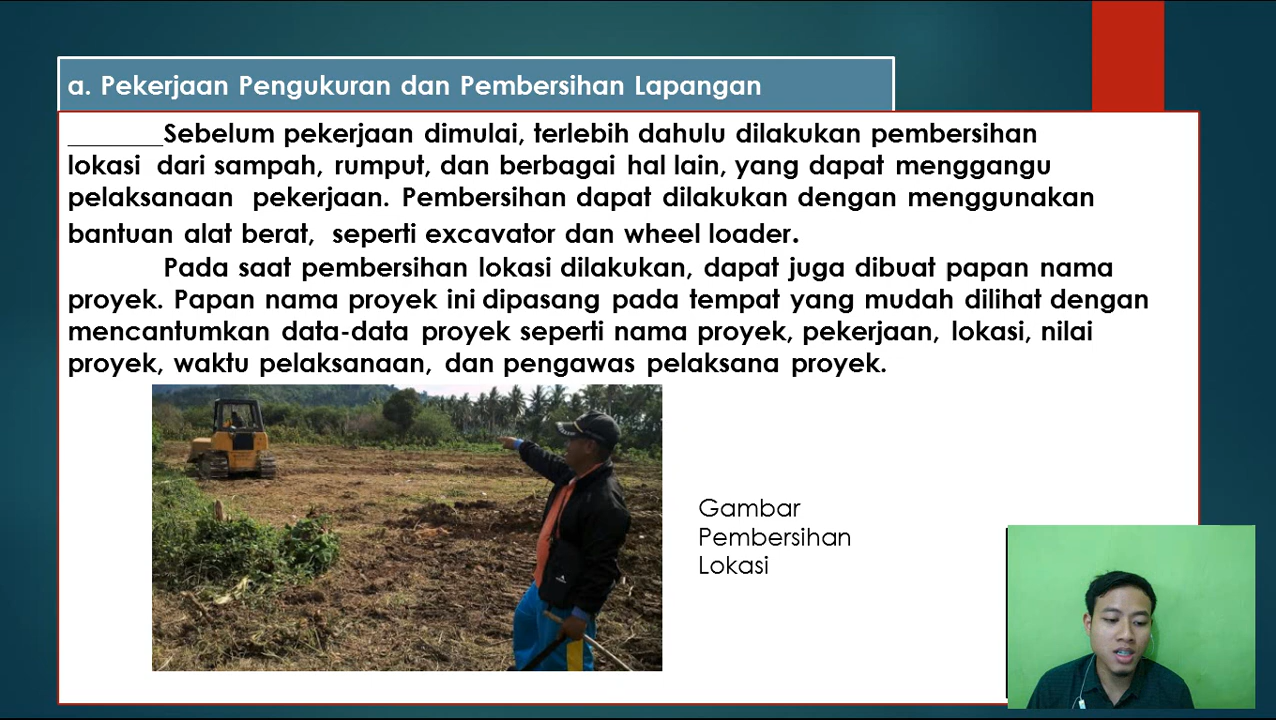 a. Pekerjaan Pengukuran dan Pembersihan Lapangan
Sebelum pekerjaan dimulai, terlebih dahulu dilakukan pembersihan
lokasi dari sampah, rumput, dan berbagai hal lain, yang dapat menggangu
pelaksanaan pekerjaan. Pembersihan dapat dilakukan dengan menggunakan
bantuan alat berat, seperti excavator dan wheel loader.
Pada saat pembersihan lokasi dilakukan, dapat juga dibuat papan nama
proyek. Papan nama proyek ini dipasang pada tempat yang mudah dilihat dengan
mencantumkan data-data proyek seperti nama proyek, pekerjaan, lokasi, nilai
proyek, waktu pelaksanaan, dan pengawas pelaksana proyek.
Gambar
Pembersihan
Lokasi